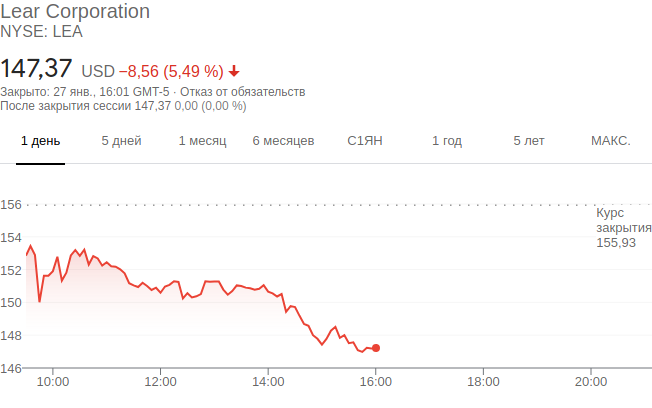 Lear Corporation
NYSE: LEA
147,37 USD −8,56 (5,49 %)
Закрыто: 27 янв., 16:01 GMT-5 · Отказ от обязательств
После закрытия сессии 147,37 0,00 (0,00 %)
1 день 5 дней 1 месяц 6 месяцев С1ЯН 1 год 5 лет МАКС.
156
Курс
закрытия
155,93
154
152
150
148
146
10:00 12:00 14:00 16:00 18:00 20:00